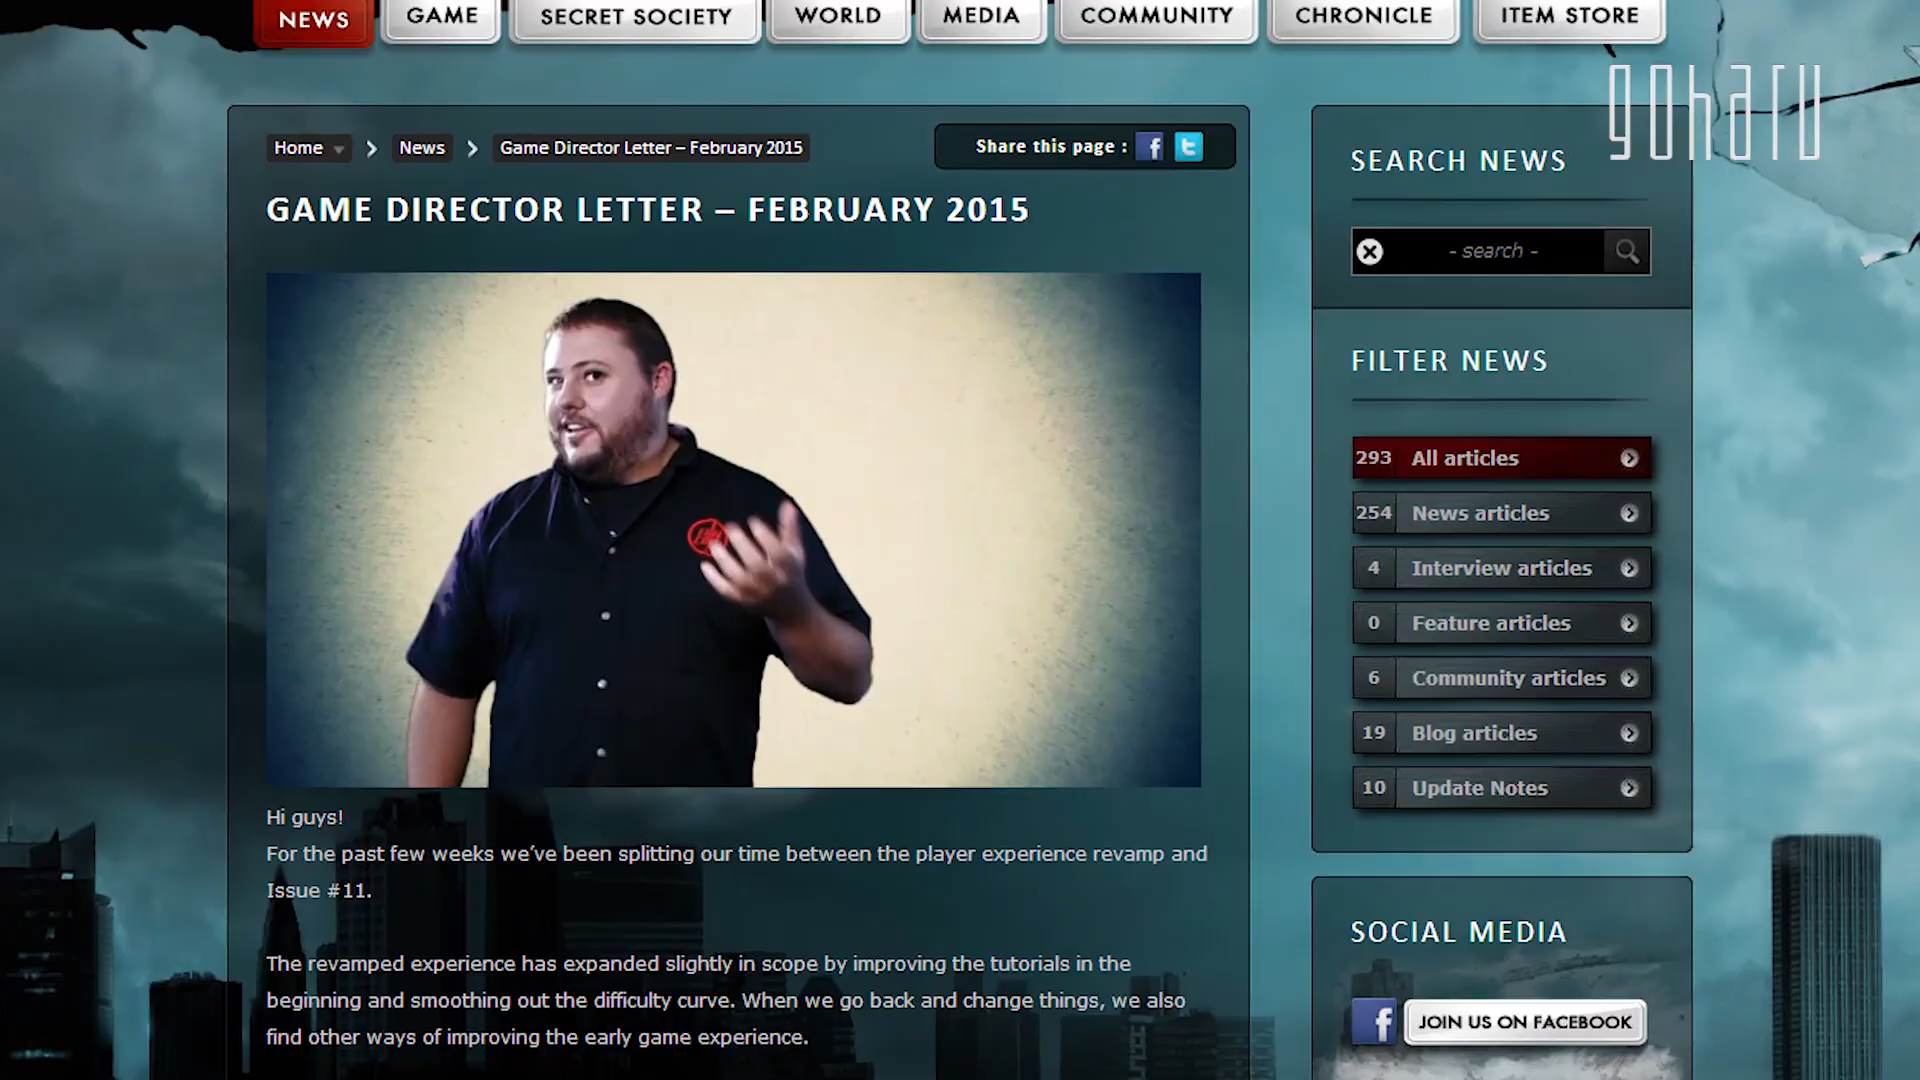 NEWS
GAME
SECRET SOCIETY
WORLD
MEDIA
COMMUNITY
CHRONICLE
ITEM STORE
goharu
Home
News
Game Director Letter – February 2015
Share this page :
GAME DIRECTOR LETTER – FEBRUARY 2015
Hi guys!
For the past few weeks we've been splitting our time between the player experience revamp and
Issue #11.
The revamped experience has expanded slightly in scope by improving the tutorials in the
beginning and smoothing out the difficulty curve. When we go back and change things, we also
find other ways of improving the early game experience.
SEARCH NEWS
- search -
FILTER NEWS
293 All articles
254 News articles
4 Interview articles
0 Feature articles
6 Community articles
19 Blog articles
10 Update Notes
SOCIAL MEDIA
JOIN US ON FACEBOOK